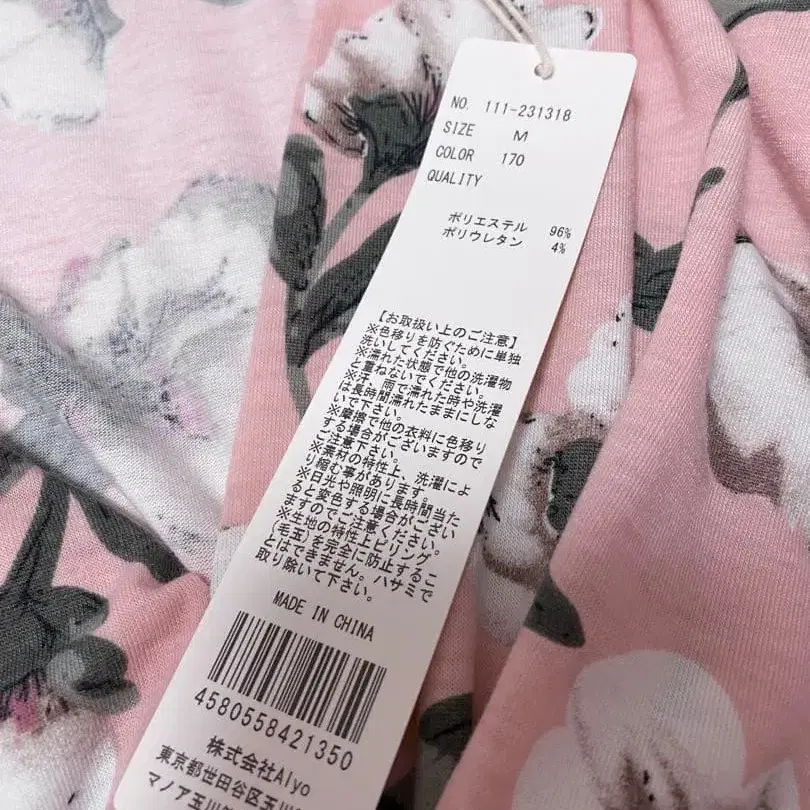 NO. 111-231318
SIZE M
COLOR 170
QUALITY
ポリエステル 96%
ポリウレタン 4%
【お取扱い上のご注意】
※色移りを防ぐために単独
洗いしてください。
※濡れた状態で他の洗濯物
と重ねないでください。
※汗、雨で濡れた時や洗濯
は長時間濡れたままにしな
いで下さい。
※摩擦で他の衣料に色移り
する場合がございますので
ご注意下さい。
※素材の特性上、洗濯によ
り縮む事があります。
※日光や照明に長時間当た
ると変色する場合がござい
ますのでご注意ください。
※生地の特性上ピリング
(毛玉)を完全に防止するこ
とはできません。ハサミで
取り除いて下さい。
MADE IN CHINA
4580558421350
株式会社Alyo
東京都世田谷区玉川
マノア玉川